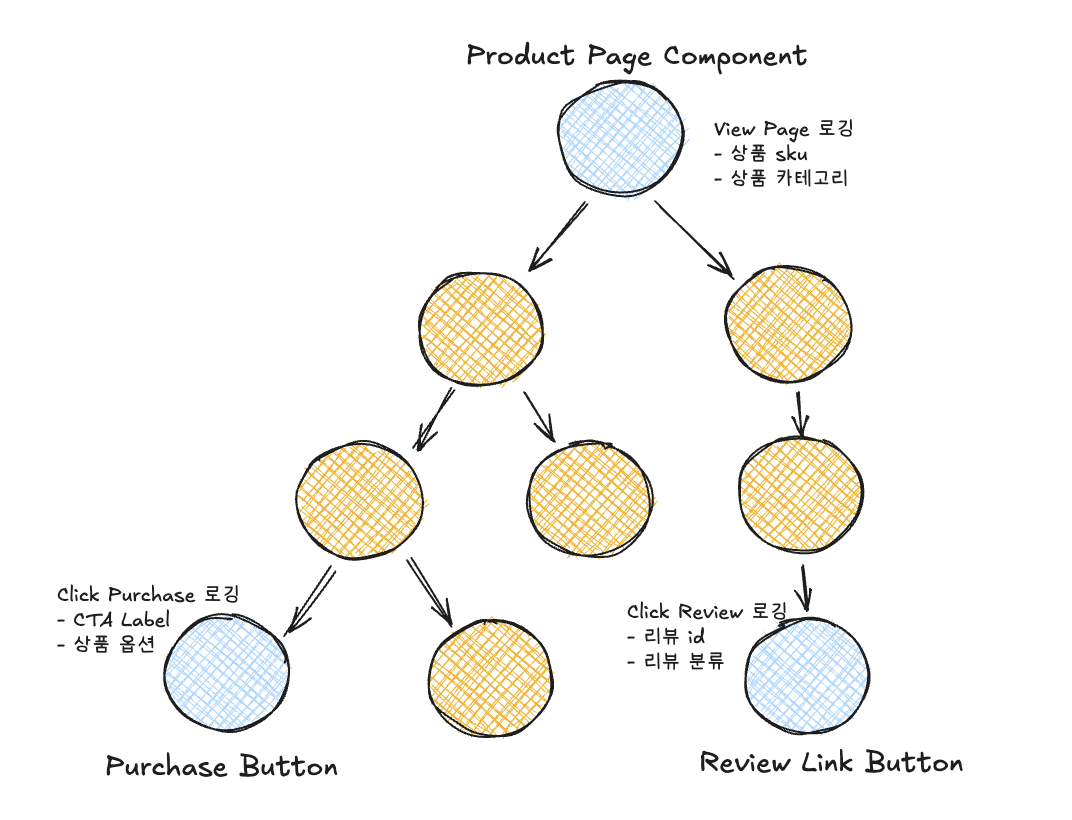 Product Page Component
View Page 로깅
- 상품 sku
- 상품 카테고리
Click Purchase 로깅
- CTA Label
- 상품 옵션
Purchase Button
Click Review 로깅
- 리뷰 id
- 리뷰 분류
Review Link Button